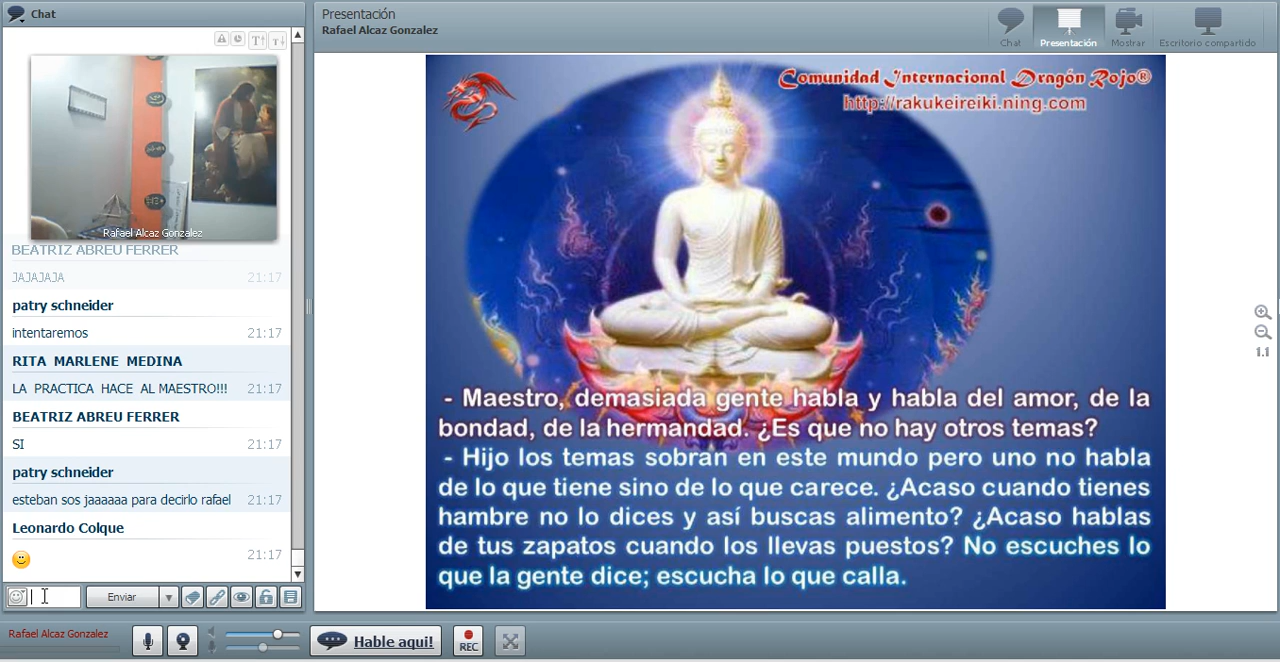 Chat
Rafael Alcaz Gonzalez
BEATRIZ ABREU FERRER
JAJAJAJA 21:17
patry schneider
intentaremos 21:17
RITA MARLENE MEDINA
LA PRACTICA HACE AL MAESTRO!!! 21:17
BEATRIZ ABREU FERRER
SI 21:17
patry schneider
esteban sos jaaaaaa para decirlo rafael 21:17
Leonardo Colque
21:17
Enviar
Presentación
Rafael Alcaz Gonzalez
Chat
Presentación
Mostrar
Escritorio compartido
Comunidad Internacional Dragón Rojo®
http://rakukeireiki.ning.com
- Maestro, demasiada gente habla y habla del amor, de la
bondad, de la hermandad. ¿Es que no hay otros temas?
- Hijo los temas sobran en este mundo pero uno no habla
de lo que tiene sino de lo que carece. ¿Acaso cuando tienes
hambre no lo dices y así buscas alimento? ¿Acaso hablas
de tus zapatos cuando los llevas puestos? No escuches lo
que la gente dice; escucha lo que calla.
1.1
Rafael Alcaz Gonzalez
Hable aqui!
REC